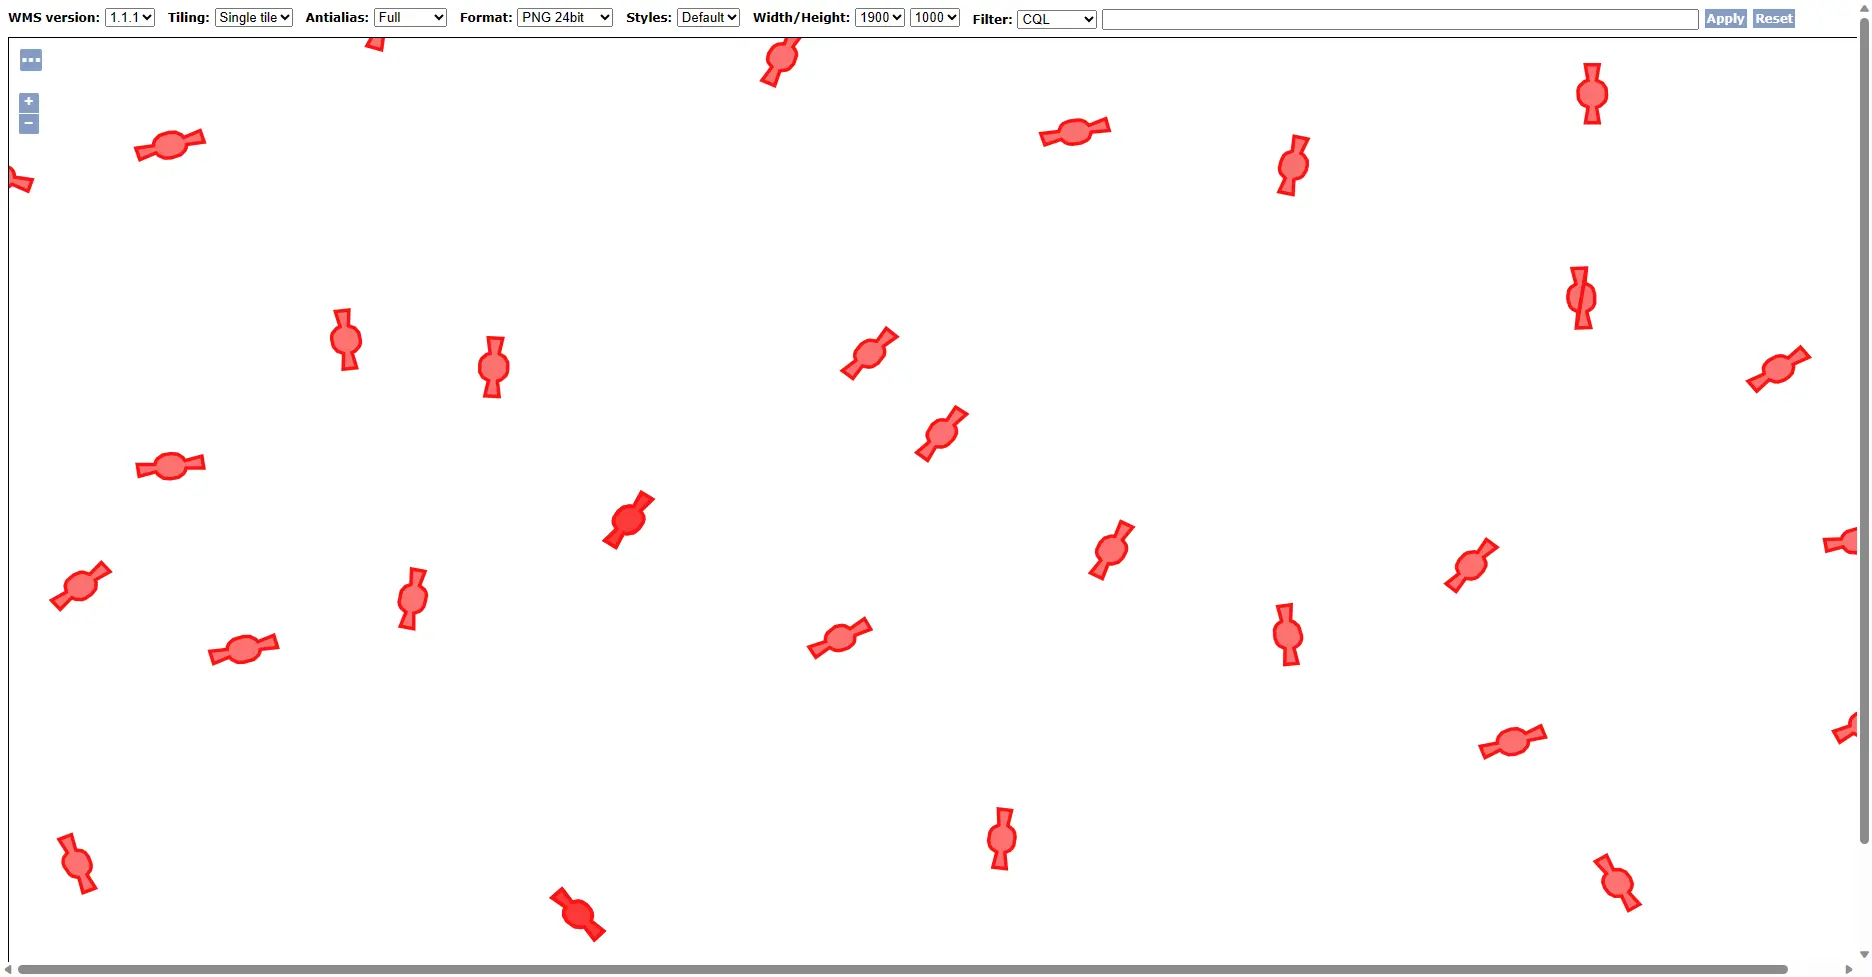 WMS version: 1.1.1 Tiling: Single tile Antialias: Full Format: PNG 24bit Styles: Default Width/Height: 1900 1000 Filter: CQL Apply Reset
...
+
−